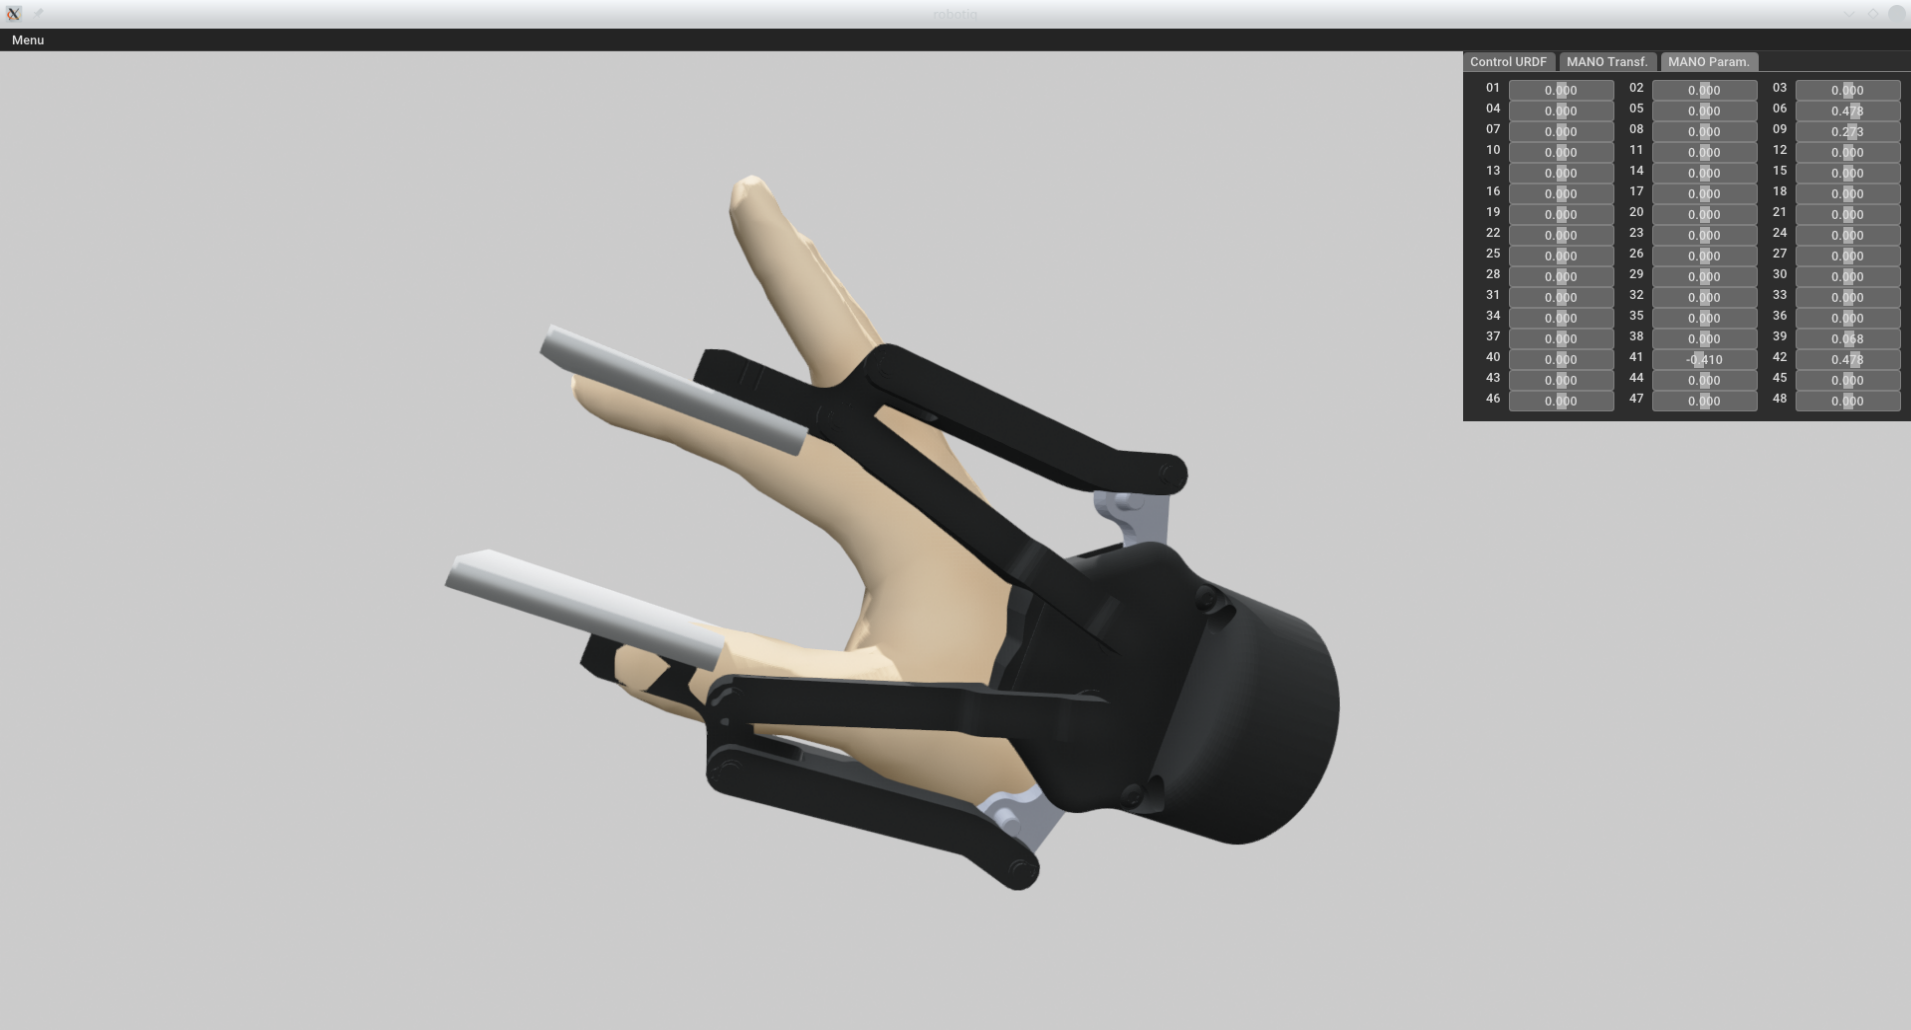 robotiq
Menu
Control URDF MANO Transf. MANO Param.
01 0.000 02 0.000 03 0.000
04 0.000 05 0.000 06 0.478
07 0.000 08 0.000 09 0.273
10 0.000 11 0.000 12 0.000
13 0.000 14 0.000 15 0.000
16 0.000 17 0.000 18 0.000
19 0.000 20 0.000 21 0.000
22 0.000 23 0.000 24 0.000
25 0.000 26 0.000 27 0.000
28 0.000 29 0.000 30 0.000
31 0.000 32 0.000 33 0.000
34 0.000 35 0.000 36 0.000
37 0.000 38 0.000 39 0.068
40 0.000 41 -0.410 42 0.478
43 0.000 44 0.000 45 0.000
46 0.000 47 0.000 48 0.000